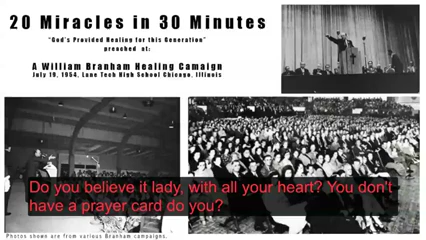 20 Miracles in 30 Minutes
"God's Provided Healing for this Generation"
preached at:
A William Branham Healing Camaign
July 19, 1954, Lane Tech High School Chicago, Illinois
Do you believe it lady, with all your heart? You don't
have a prayer card do you?
Photos shown are from various Branham campaigns.